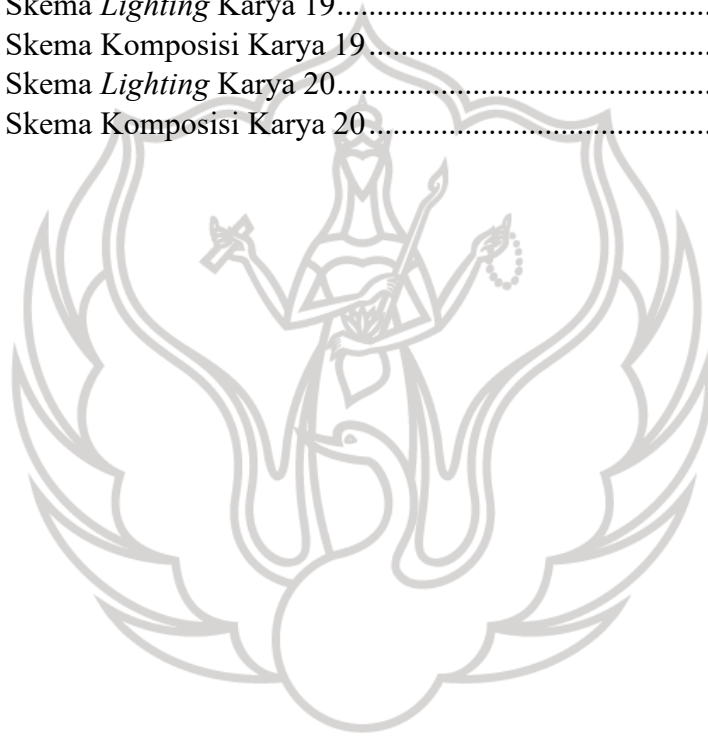 Skema Lighting Karya 19................................................
Skema Komposisi Karya 19...........................................
Skema Lighting Karya 20................................................
Skema Komposisi Karya 20...........................................